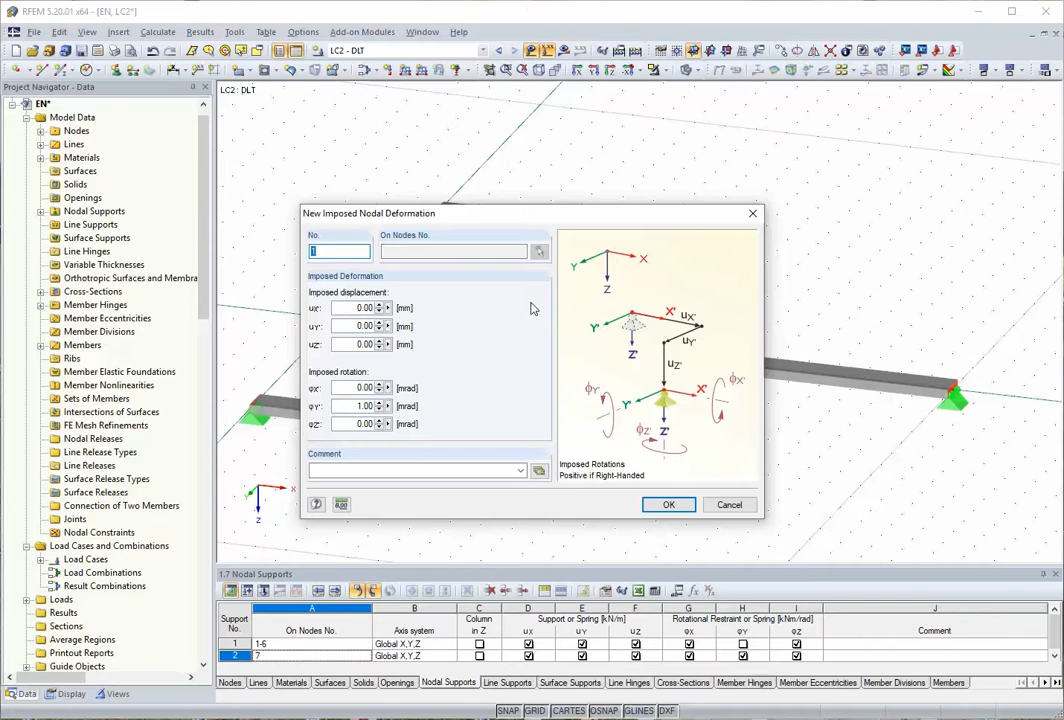 RFEM 5.20.01 x64 - [EN, LC2*]
File Edit View Insert Calculate Results Tools Table Options Add-on Modules Window Help
LC2 - DLT
Project Navigator - Data
EN*
Model Data
Nodes
Lines
Materials
Surfaces
Solids
Openings
Nodal Supports
Line Supports
Surface Supports
Line Hinges
Variable Thicknesses
Orthotropic Surfaces and Membra
Cross-Sections
Member Hinges
Member Eccentricities
Member Divisions
Members
Ribs
Member Elastic Foundations
Member Nonlinearities
Sets of Members
Intersections of Surfaces
FE Mesh Refinements
Nodal Releases
Line Release Types
Line Releases
Surface Release Types
Surface Releases
Connection of Two Members
Joints
Nodal Constraints
Load Cases and Combinations
Load Cases
Load Combinations
Result Combinations
Loads
Results
Sections
Average Regions
Printout Reports
Guide Objects
Data Display Views
LC2 : DLT
X
Z
New Imposed Nodal Deformation
No.
1
On Nodes No.
Imposed Deformation
Imposed displacement:
uX': 0.00 [mm]
uY': 0.00 [mm]
uZ': 0.00 [mm]
Imposed rotation:
φX': 0.00 [mrad]
φY': 1.00 [mrad]
φZ': 0.00 [mrad]
Comment
OK
Cancel
X
Y
Z
X'
uX'
Y'
uY'
Z'
uZ'
ϕY'
ϕX'
X'
Y'
ϕZ'
Z'
Imposed Rotations
Positive if Right-Handed
1.7 Nodal Supports
A B C D E F G H I J
Support Column Support or Spring [kN/m] Rotational Restraint or Spring [kNm/rad]
No. On Nodes No. Axis system in Z uX uY uZ φX φY φZ Comment
1 1-6 Global X,Y,Z
2 7 Global X,Y,Z
Nodes Lines Materials Surfaces Solids Openings Nodal Supports Line Supports Surface Supports Line Hinges Cross-Sections Member Hinges Member Eccentricities Member Divisions Members
SNAP GRID CARTES OSNAP GLINES DXF